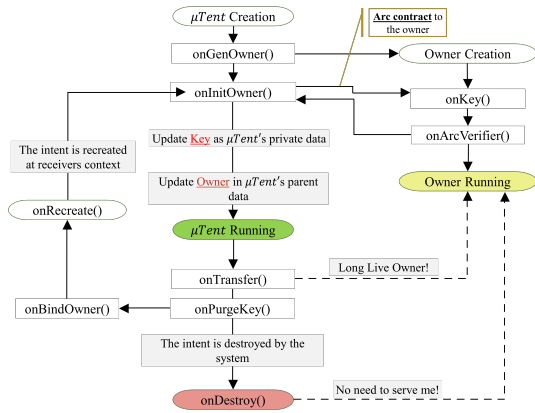 μTent Creation
Arc contract to
the owner
onGenOwner()
Owner Creation
onInitOwner()
onKey()
onArcVerifier()
Update Key as μTent's private data
The intent is recreated
at receivers context
Update Owner in μTent's parent
data
Owner Running
onRecreate()
μTent Running
Long Live Owner!
onTransfer()
onBindOwner()
onPurgeKey()
The intent is destroyed by the
system
No need to serve me!
onDestroy()